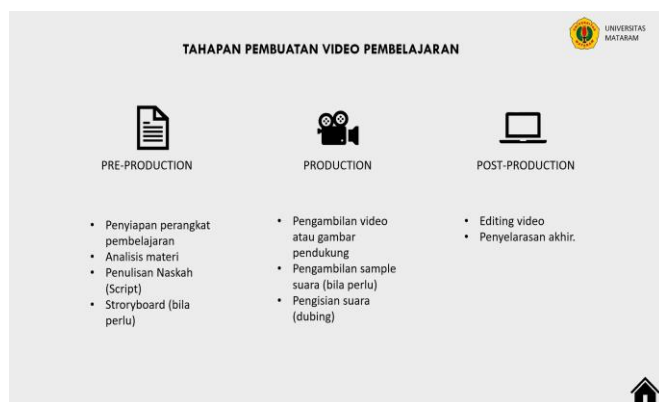 UNIVERSITAS
MATARAM
TAHAPAN PEMBUATAN VIDEO PEMBELAJARAN
PRE-PRODUCTION
• Penyiapan perangkat
pembelajaran
• Analisis materi
• Penulisan Naskah
(Script)
• Stroryboard (bila
perlu)
PRODUCTION
• Pengambilan video
atau gambar
pendukung
• Pengambilan sample
suara (bila perlu)
• Pengisian suara
(dubing)
POST-PRODUCTION
• Editing video
• Penyelarasan akhir.